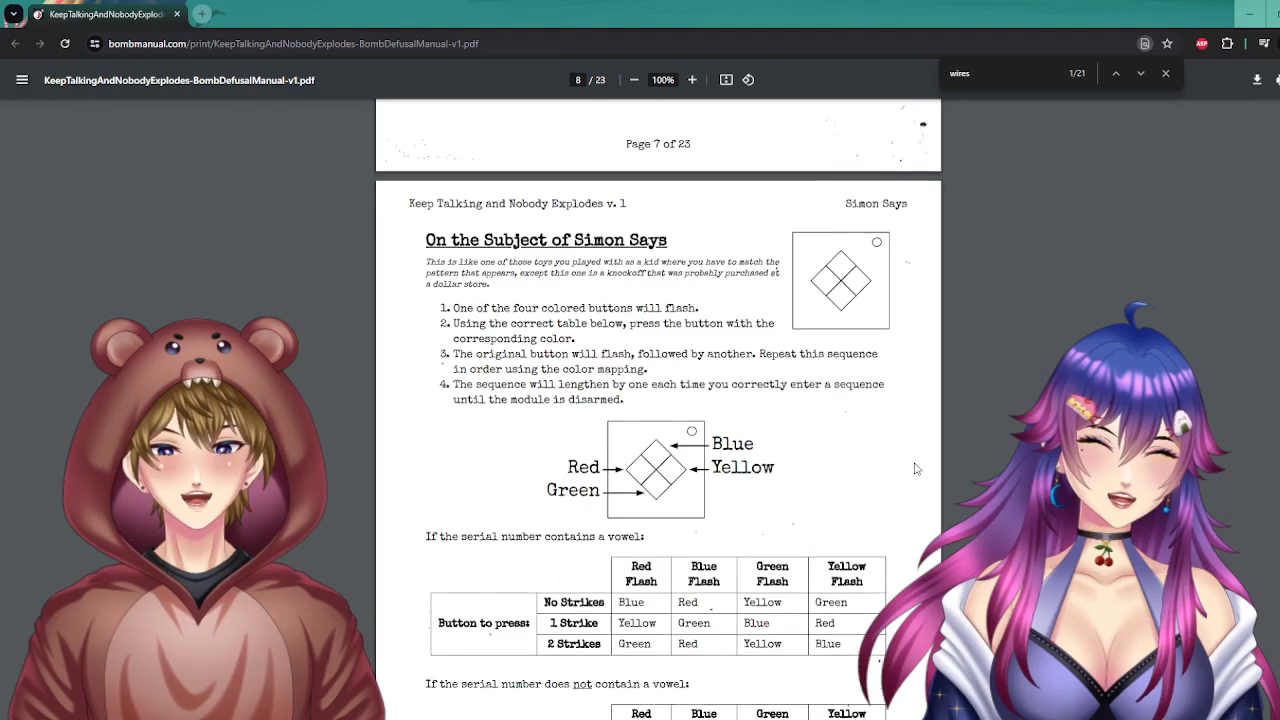 KeepTalkingAndNobodyExplod
bombmanual.com/print/KeepTalkingAndNobodyExplodes-BombDefusalManual-v1.pdf
ABP
KeepTalkingAndNobodyExplodes-BombDefusalManual-v1.pdf
8 / 23
100%
wires
1/21
Page 7 of 23
Keep Talking and Nobody Explodes v. 1
Simon Says
On the Subject of Simon Says
This is like one of those toys you played with as a kid where you have to match the
pattern that appears, except this one is a knockoff that was probably purchased at
a dollar store.
1. One of the four colored buttons will flash.
2. Using the correct table below, press the button with the
corresponding color.
3. The original button will flash, followed by another. Repeat this sequence
in order using the color mapping.
4. The sequence will lengthen by one each time you correctly enter a sequence
until the module is disarmed.
Blue
Red
Yellow
Green
If the serial number contains a vowel:
Red Flash Blue Flash Green Flash Yellow Flash
No Strikes Blue Red Yellow Green
Button to press: 1 Strike Yellow Green Blue Red
2 Strikes Green Red Yellow Blue
If the serial number does not contain a vowel:
Red Blue Green Yellow